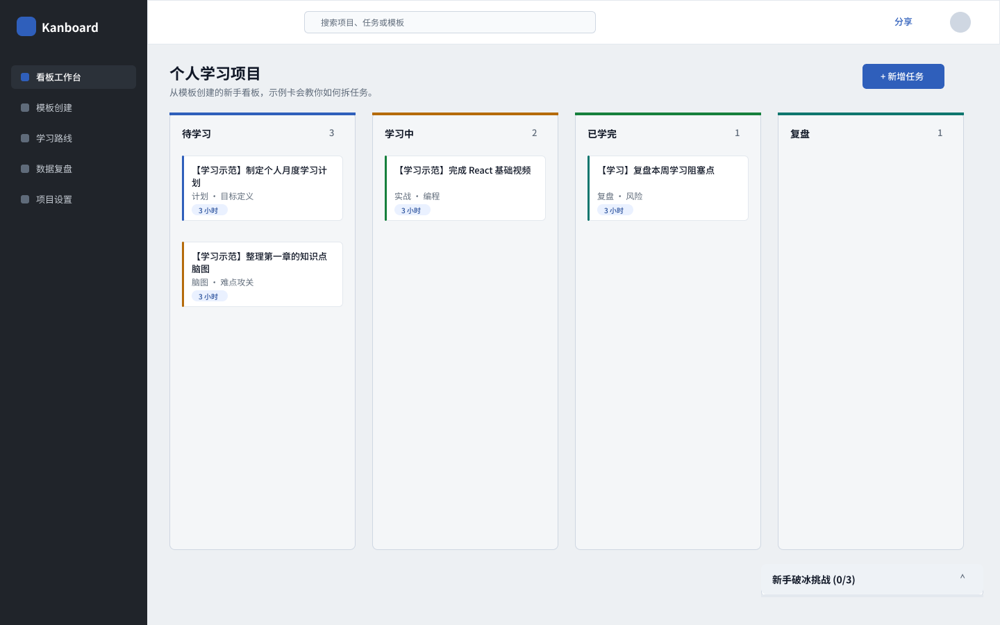 Kanboard
看板工作台
模板创建
学习路线
数据复盘
项目设置
搜索项目、任务或模板
分享
个人学习项目
从模板创建的新手看板，示例卡会教你如何拆任务。
+ 新增任务
待学习 3
【学习示范】制定个人月度学习计
划
计划 • 目标定义
3 小时
【学习示范】整理第一章的知识点
脑图
脑图 • 难点攻关
3 小时
学习中 2
【学习示范】完成 React 基础视频
实战 • 编程
3 小时
已学完 1
【学习】复盘本周学习阻塞点
复盘 • 风险
3 小时
复盘 1
新手破冰挑战 (0/3) ^